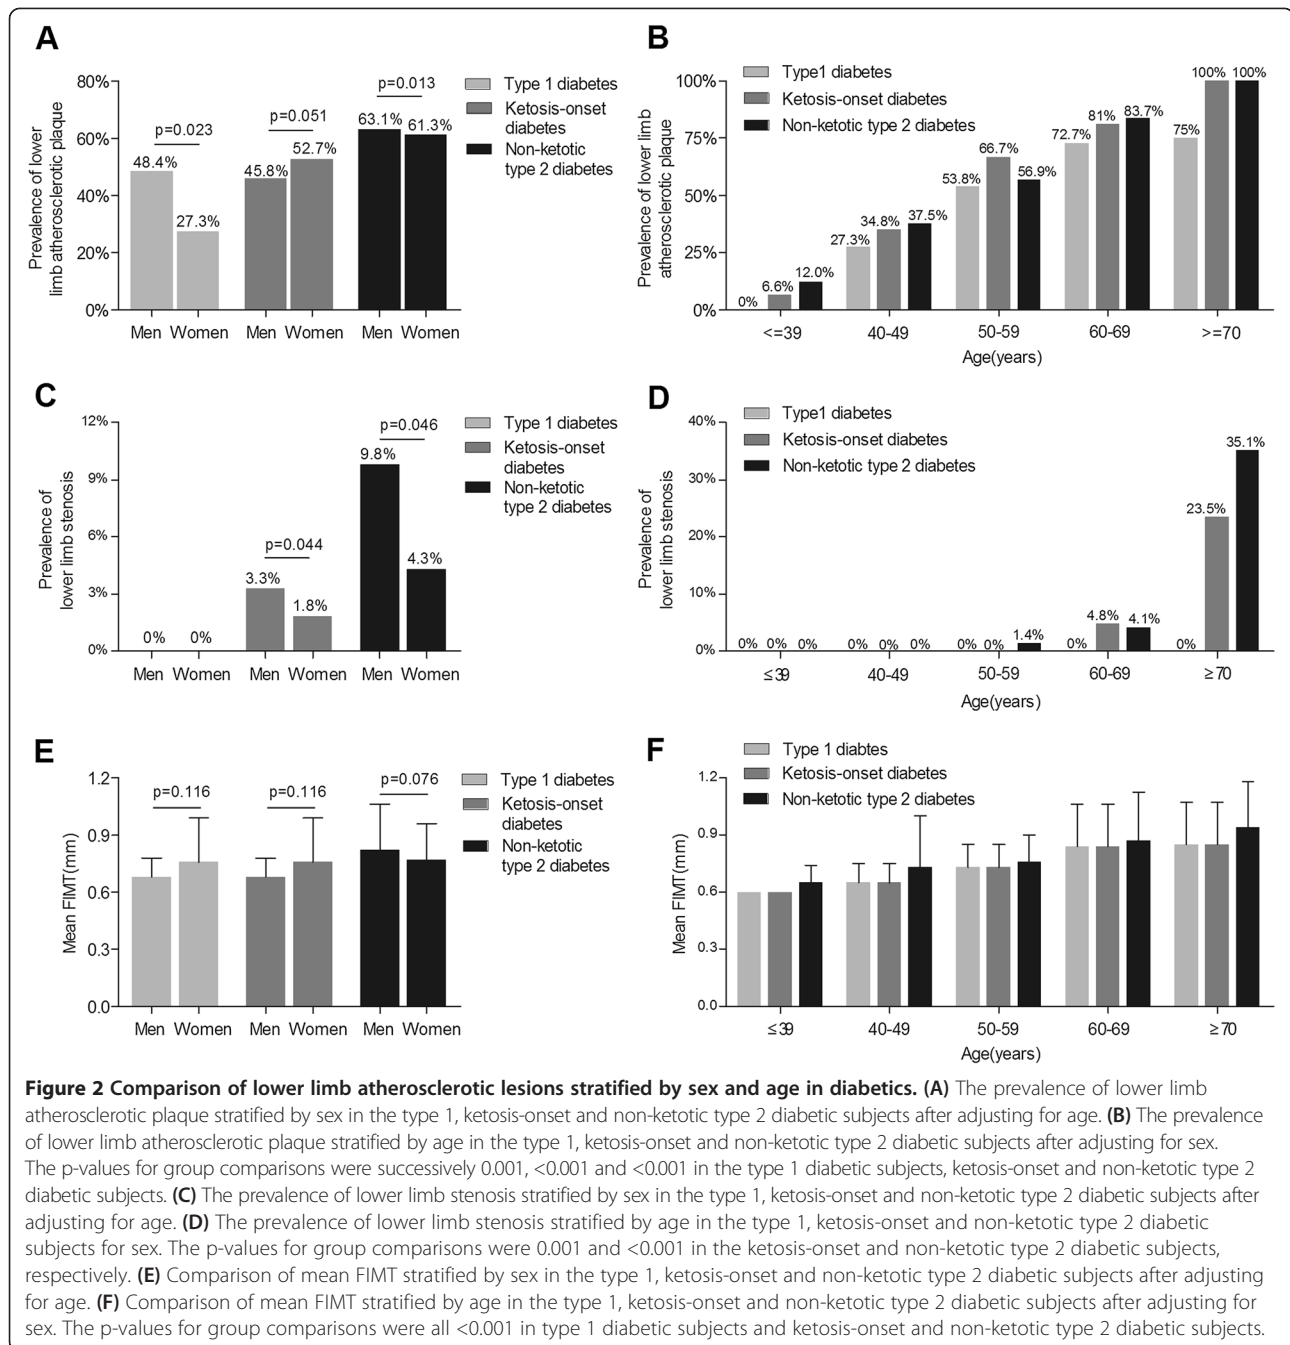 A
80%
60%
40%
20%
0%
Prevalence of lower
limb atherosclerotic plaque
p=0.023
48.4%
27.3%
p=0.051
45.8%
52.7%
p=0.013
63.1%
61.3%
Men Women Men Women Men Women
Type 1 diabetes
Ketosis-onset
diabetes
Non-ketotic
type 2 diabetes
B
100%
75%
50%
25%
0%
Prevalence of lower limb
atherosclerotic plaque
Type1 diabetes
Ketosis-onset diabetes
Non-ketotic type 2 diabetes
0% 6.6% 12.0%
27.3% 34.8% 37.5%
53.8% 66.7% 56.9%
72.7% 81% 83.7%
75% 100% 100%
<=39 40-49 50-59 60-69 >=70
Age(years)
C
12%
9%
6%
3%
0%
Prevalence of
lower limb stenosis
0% 0%
p=0.044
3.3%
1.8%
p=0.046
9.8%
4.3%
Men Women Men Women Men Women
Type 1 diabetes
Ketosis-onset
diabetes
Non-ketotic
type 2 diabetes
D
40%
30%
20%
10%
0%
Prevalence of
lower limb stenosis
Type1 diabetes
Ketosis-onset diabetes
Non-ketotic type 2 diabetes
0% 0% 0%
0% 0% 0%
0% 0% 1.4%
0% 4.8% 4.1%
0% 23.5% 35.1%
≤39 40-49 50-59 60-69 ≥70
Age(years)
E
1.2
0.9
0.6
0.3
0.0
Mean FIMT(mm)
p=0.116
p=0.116
p=0.076
Men Women Men Women Men Women
Type 1 diabetes
Ketosis-onset
diabetes
Non-ketotic
type 2 diabetes
F
1.2
0.9
0.6
0.3
0.0
Mean FIMT(mm)
Type 1 diabtes
Ketosis-onset diabetes
Non-ketotic type 2 diabetes
≤39 40-49 50-59 60-69 ≥70
Age(years)
Figure 2 Comparison of lower limb atherosclerotic lesions stratified by sex and age in diabetics. (A) The prevalence of lower limb
atherosclerotic plaque stratified by sex in the type 1, ketosis-onset and non-ketotic type 2 diabetic subjects after adjusting for age. (B) The prevalence
of lower limb atherosclerotic plaque stratified by age in the type 1, ketosis-onset and non-ketotic type 2 diabetic subjects after adjusting for sex.
The p-values for group comparisons were successively 0.001, <0.001 and <0.001 in the type 1 diabetic subjects, ketosis-onset and non-ketotic type 2
diabetic subjects. (C) The prevalence of lower limb stenosis stratified by sex in the type 1, ketosis-onset and non-ketotic type 2 diabetic subjects after
adjusting for age. (D) The prevalence of lower limb stenosis stratified by age in the type 1, ketosis-onset and non-ketotic type 2 diabetic
subjects for sex. The p-values for group comparisons were 0.001 and <0.001 in the ketosis-onset and non-ketotic type 2 diabetic subjects,
respectively. (E) Comparison of mean FIMT stratified by sex in the type 1, ketosis-onset and non-ketotic type 2 diabetic subjects after adjusting
for age. (F) Comparison of mean FIMT stratified by age in the type 1, ketosis-onset and non-ketotic type 2 diabetic subjects after adjusting for
sex. The p-values for group comparisons were all <0.001 in type 1 diabetic subjects and ketosis-onset and non-ketotic type 2 diabetic subjects.